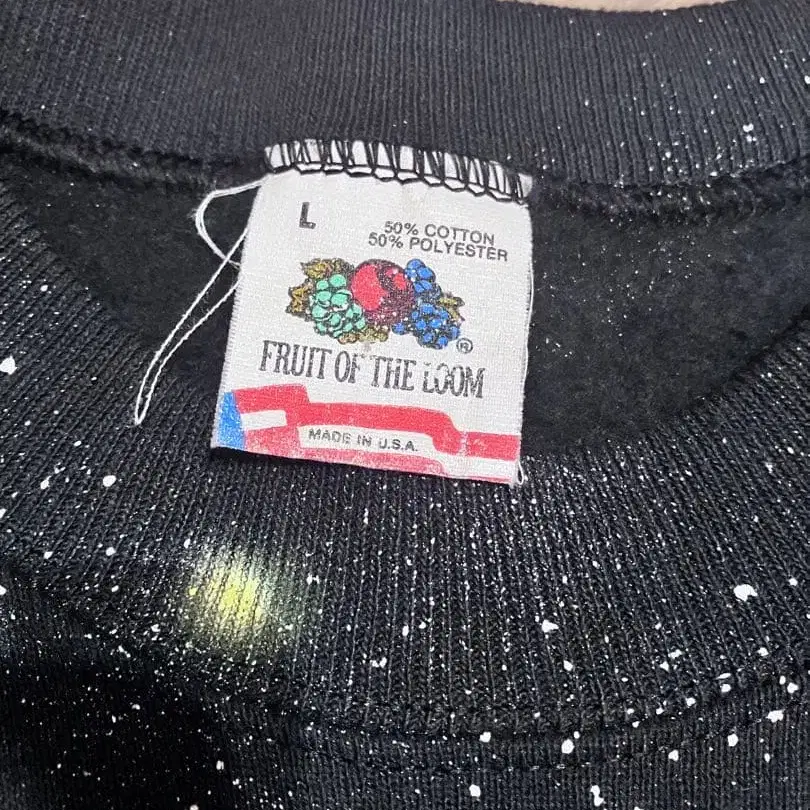 L
50% COTTON
50% POLYESTER
®
FRUIT OF THE LOOM
MADE IN U.S.A.